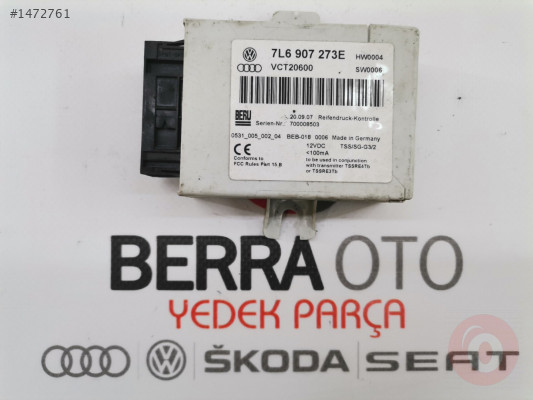 #1472761
7L6 907 273E HW0004
VCT20600 SW0006
BERU 20.09.07 Reifendruck-Kontrolle
Serien-Nr. 700008503
0531_005_002_04 BEB-018 0006 Made in Germany
12VDC TSS/SG-G3/2
<100mA
Conforms to
FCC Rules Part 15.B
to be used in conjunction
with transmitter TSSRE4Tb
or TSSRE3Tb
BERRA OTO
YEDEK PARÇA
ŠKODA SEAT